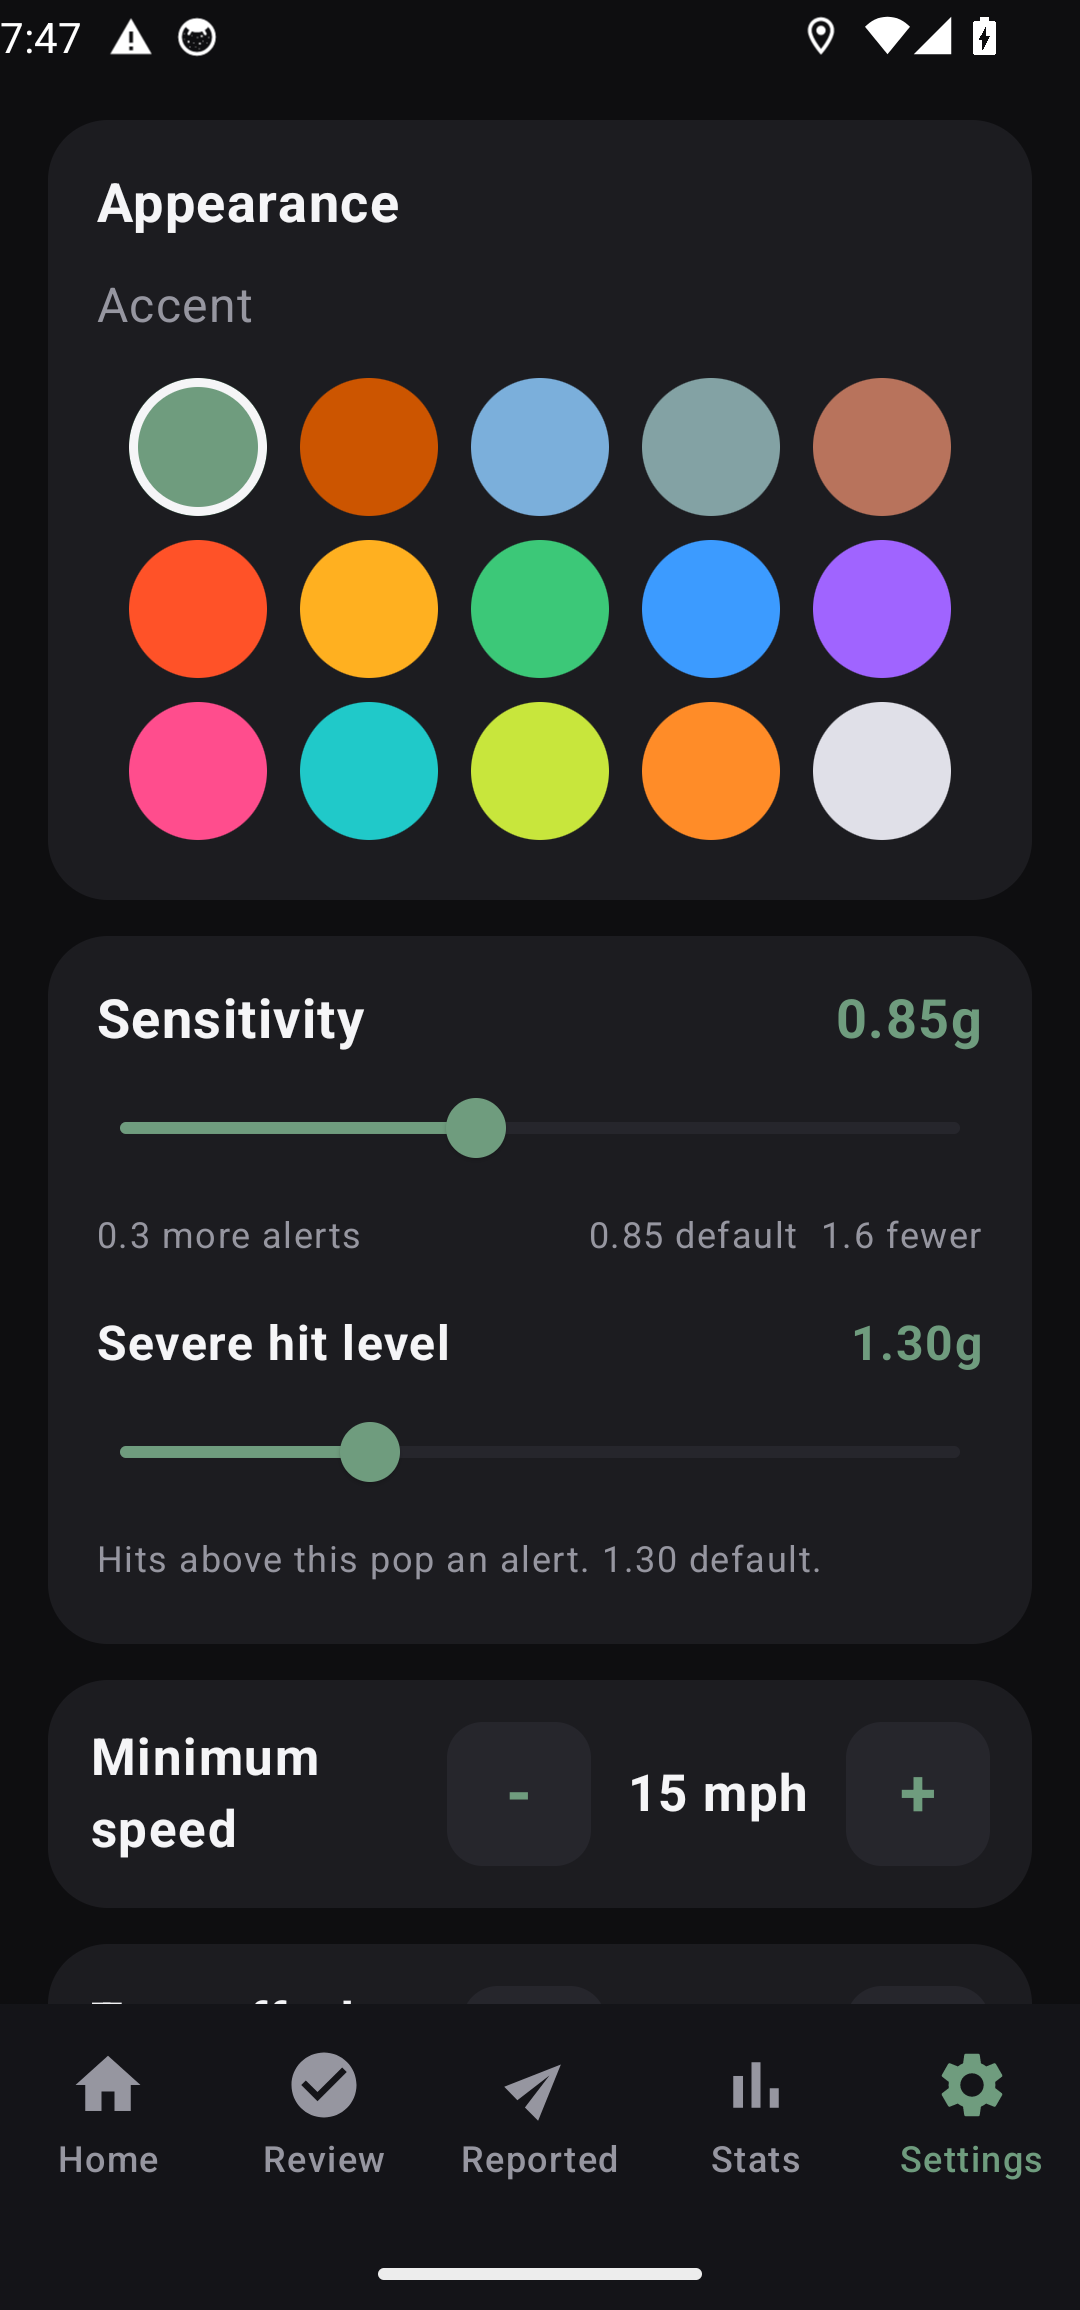 7:47
Appearance
Accent
Sensitivity 0.85g
0.3 more alerts 0.85 default 1.6 fewer
Severe hit level 1.30g
Hits above this pop an alert. 1.30 default.
Minimum speed - 15 mph +
Home Review Reported Stats Settings